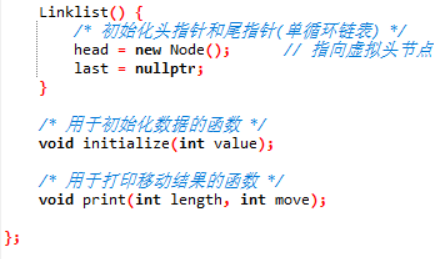 Linklist() {
/* 初始化头指针和尾指针(单循环链表) */
head = new Node();      // 指向虚拟头节点
last = nullptr;
}
/* 用于初始化数据的函数 */
void initialize(int value);
/* 用于打印移动结果的函数 */
void print(int length, int move);
};